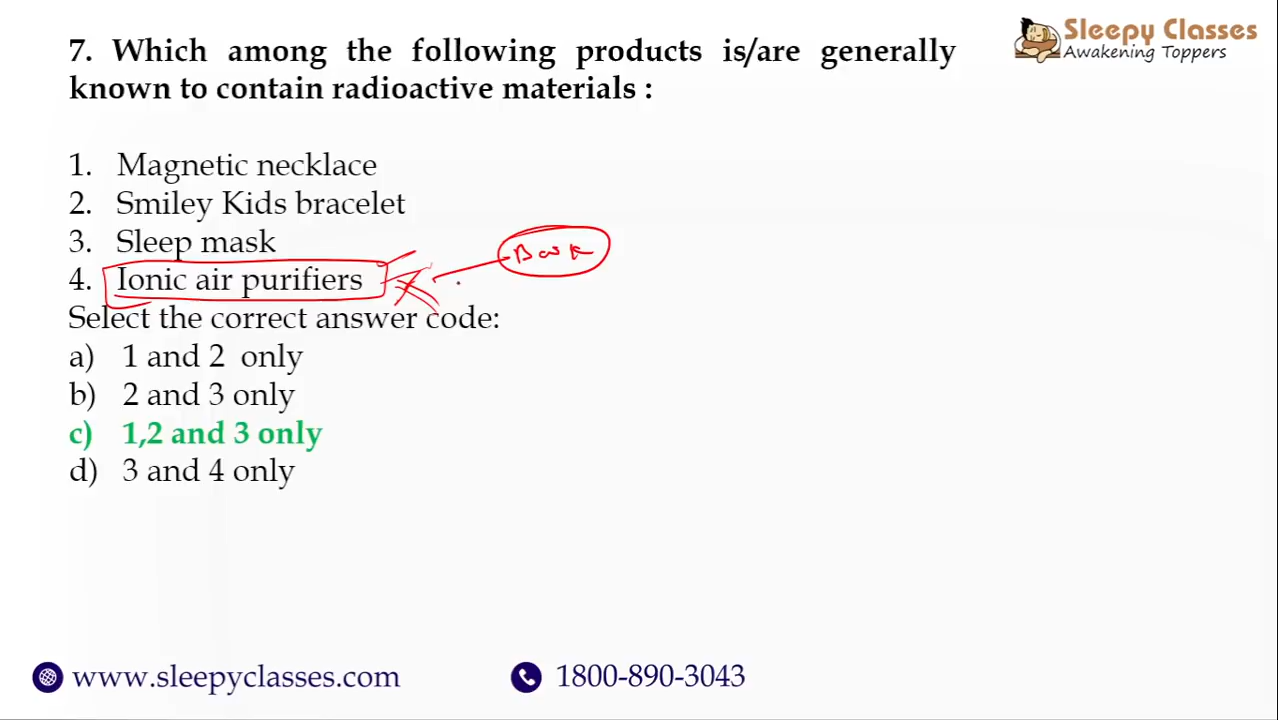 Sleepy Classes
Awakening Toppers
7. Which among the following products is/are generally
known to contain radioactive materials :
1. Magnetic necklace
2. Smiley Kids bracelet
3. Sleep mask
4. Ionic air purifiers
Select the correct answer code:
a) 1 and 2 only
b) 2 and 3 only
c) 1,2 and 3 only
d) 3 and 4 only
www.sleepyclasses.com
1800-890-3043